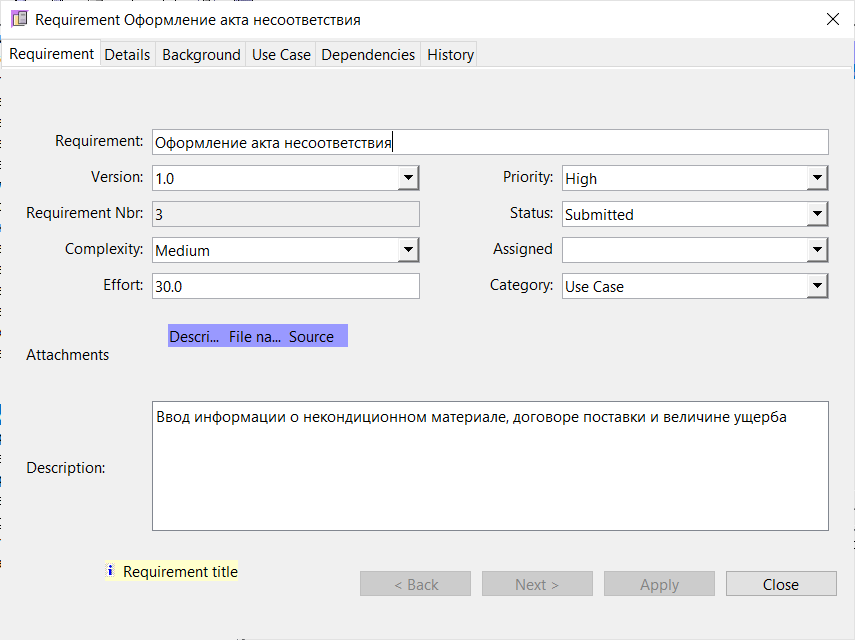 Requirement Оформление акта несоответствия
Requirement Details Background Use Case Dependencies History
Requirement: Оформление акта несоответствия
Version: 1.0 Priority: High
Requirement Nbr: 3 Status: Submitted
Complexity: Medium Assigned
Effort: 30.0 Category: Use Case
Descri... File na... Source
Attachments
Description: Ввод информации о некондиционном материале, договоре поставки и величине ущерба
i Requirement title
< Back Next > Apply Close